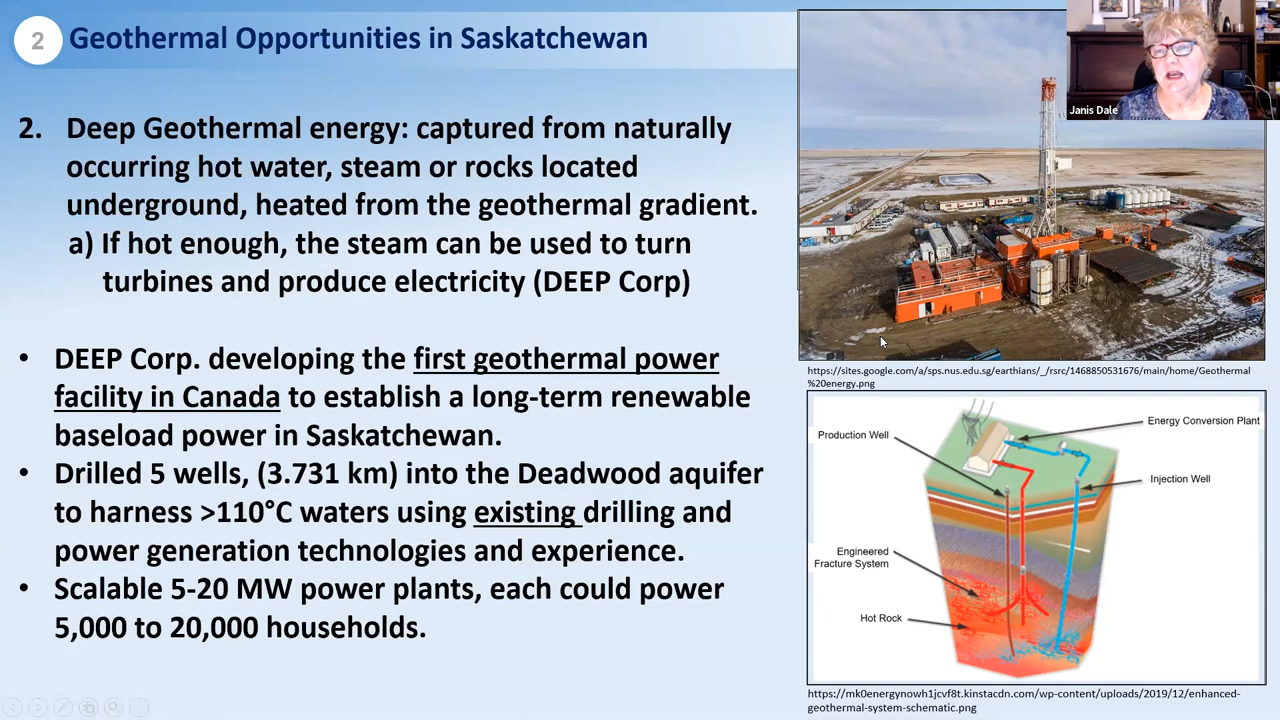 2
Geothermal Opportunities in Saskatchewan
2. Deep Geothermal energy: captured from naturally
occurring hot water, steam or rocks located
underground, heated from the geothermal gradient.
a) If hot enough, the steam can be used to turn
turbines and produce electricity (DEEP Corp)
• DEEP Corp. developing the first geothermal power
facility in Canada to establish a long-term renewable
baseload power in Saskatchewan.
• Drilled 5 wells, (3.731 km) into the Deadwood aquifer
to harness >110°C waters using existing drilling and
power generation technologies and experience.
• Scalable 5-20 MW power plants, each could power
5,000 to 20,000 households.
Janis Dale
https://sites.google.com/a/sps.nus.edu.sg/earthians/_/rsrc/1468850531676/main/home/Geothermal
%20energy.png
Production Well
Energy Conversion Plant
Injection Well
Engineered
Fracture System
Hot Rock
https://mk0energynowh1jcvf8t.kinstacdn.com/wp-content/uploads/2019/12/enhanced-
geothermal-system-schematic.png